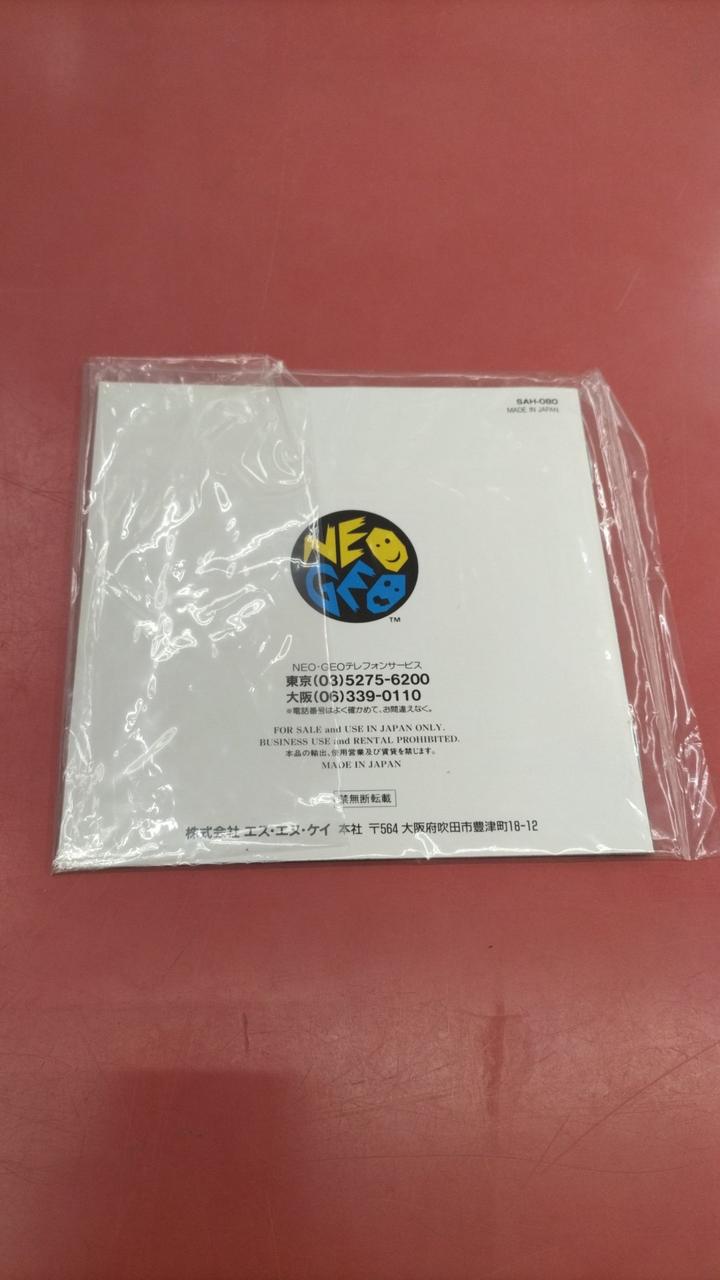 SAH-080
MADE IN JAPAN
NEO
GEO
TM
NEO・GEOテレフォンサービス
東京(03)5275-6200
大阪(06)339-0110
※電話番号はよく確かめて、お間違えなく。
FOR SALE and USE IN JAPAN ONLY.
BUSINESS USE and RENTAL PROHIBITED.
本品の輸出、使用営業及び賃貸を禁じます。
MADE IN JAPAN
禁無断転載
株式会社 エス・エヌ・ケイ 本社 〒564 大阪府吹田市豊津町18-12